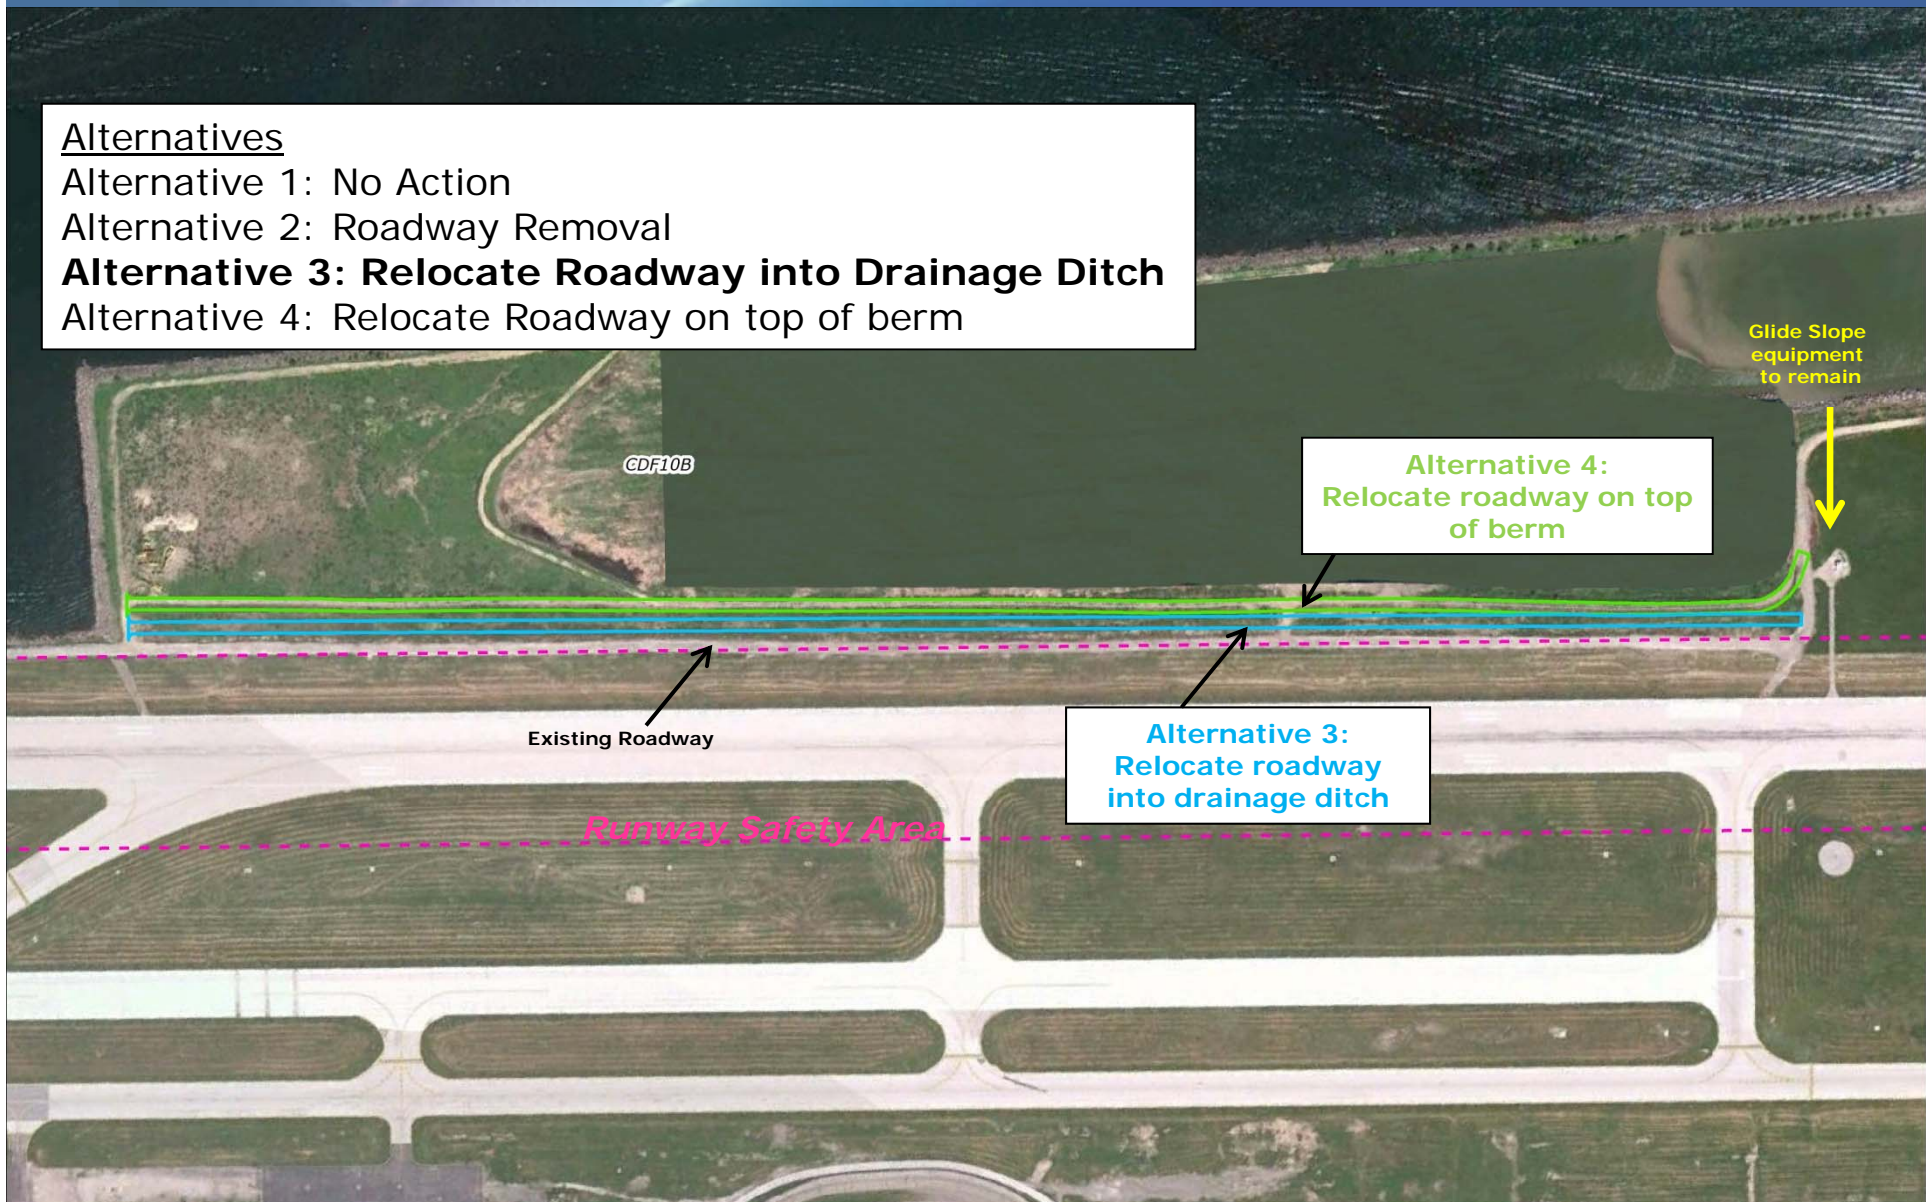 Alternatives
Alternative 1: No Action
Alternative 2: Roadway Removal
Alternative 3: Relocate Roadway into Drainage Ditch
Alternative 4: Relocate Roadway on top of berm
Glide Slope
equipment
to remain
CDF10B
Alternative 4:
Relocate roadway on top
of berm
Existing Roadway
Alternative 3:
Relocate roadway
into drainage ditch
Runway Safety Area